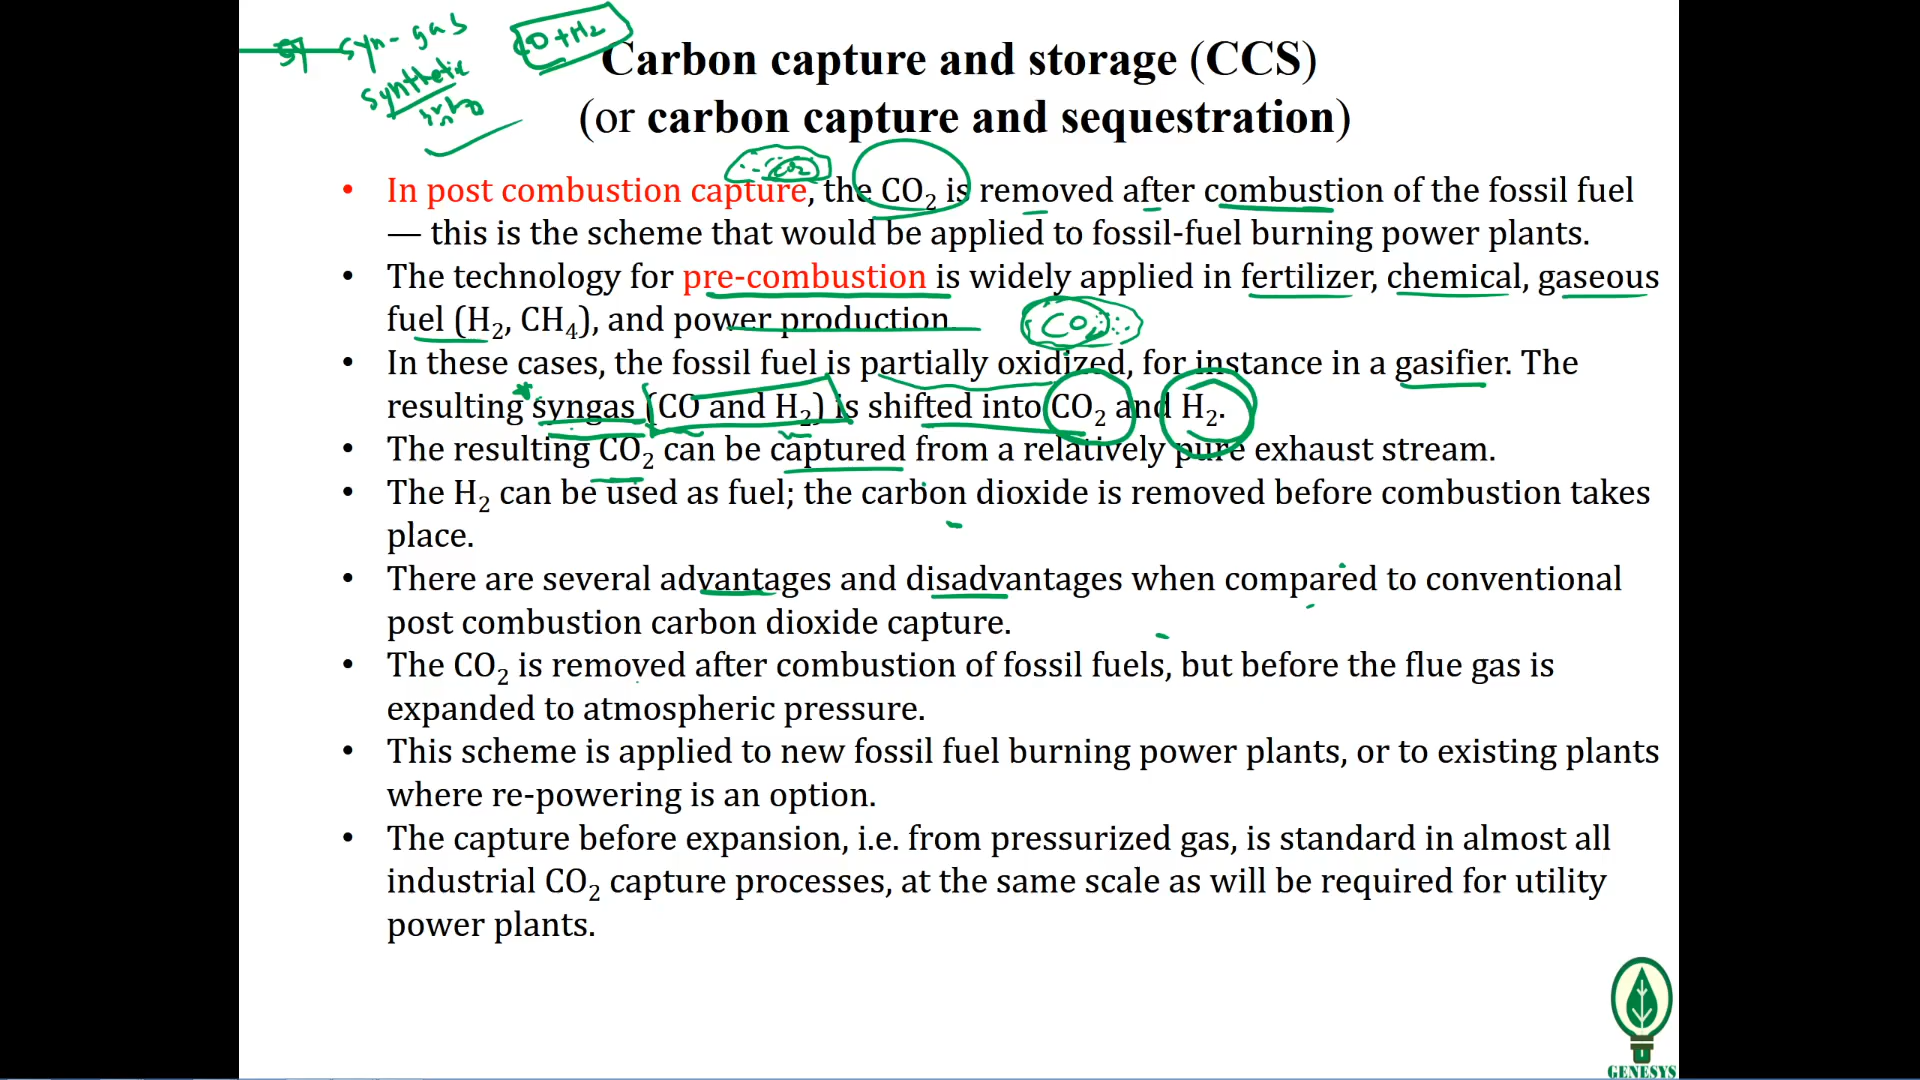 syn-gas
CO+H2
synthetic
Carbon capture and storage (CCS)
(or carbon capture and sequestration)
CO2
• In post combustion capture, the CO₂ is removed after combustion of the fossil fuel
— this is the scheme that would be applied to fossil-fuel burning power plants.
• The technology for pre-combustion is widely applied in fertilizer, chemical, gaseous
fuel (H₂, CH₄), and power production.
CO2
• In these cases, the fossil fuel is partially oxidized, for instance in a gasifier. The
resulting syngas (CO and H₂) is shifted into CO₂ and H₂.
• The resulting CO₂ can be captured from a relatively pure exhaust stream.
• The H₂ can be used as fuel; the carbon dioxide is removed before combustion takes
place.
• There are several advantages and disadvantages when compared to conventional
post combustion carbon dioxide capture.
• The CO₂ is removed after combustion of fossil fuels, but before the flue gas is
expanded to atmospheric pressure.
• This scheme is applied to new fossil fuel burning power plants, or to existing plants
where re-powering is an option.
• The capture before expansion, i.e. from pressurized gas, is standard in almost all
industrial CO₂ capture processes, at the same scale as will be required for utility
power plants.
GENESYS